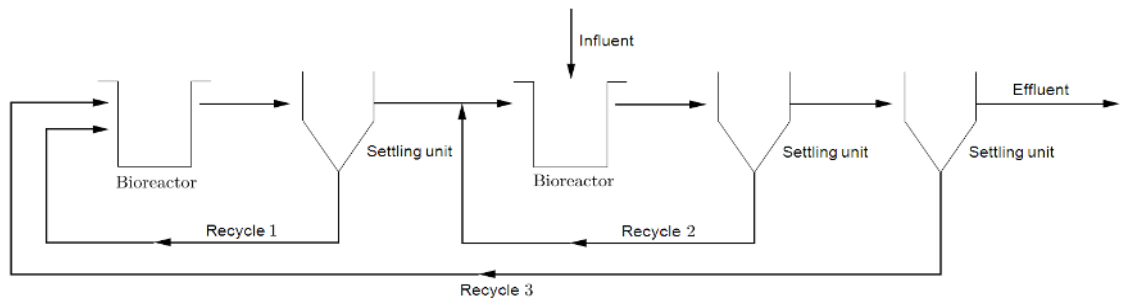 Influent
Effluent
Settling unit
Settling unit
Settling unit
Bioreactor
Bioreactor
Recycle 1
Recycle 2
Recycle 3